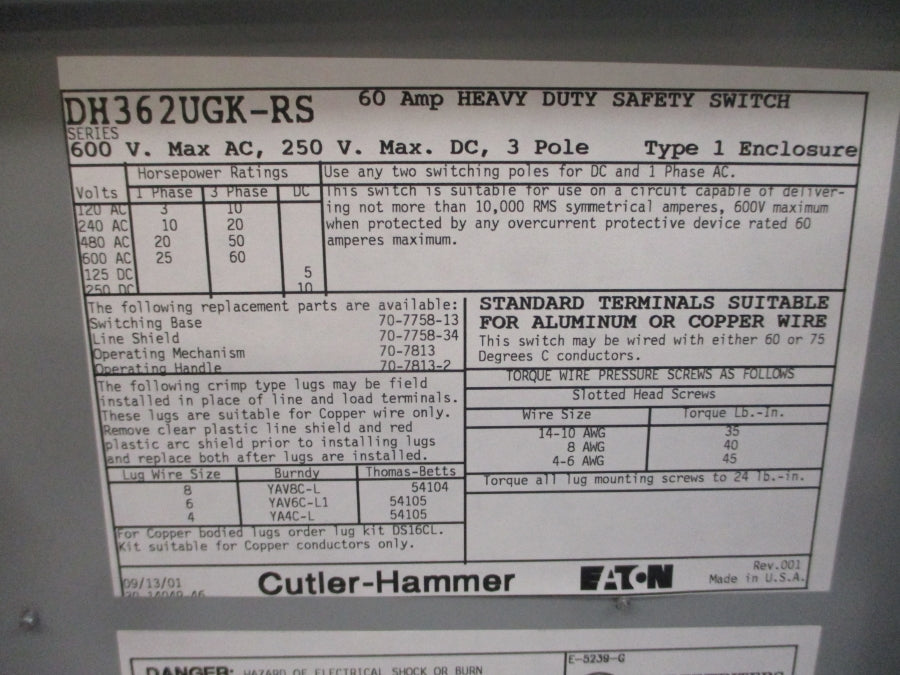 DH362UGK-RS 60 Amp HEAVY DUTY SAFETY SWITCH
SERIES
600 V. Max AC, 250 V. Max. DC, 3 Pole Type 1 Enclosure
Horsepower Ratings
Volts 1 Phase 3 Phase DC
120 AC 3 10
240 AC 10 20
480 AC 20 50
600 AC 25 60
125 DC 5
250 DC 10
Use any two switching poles for DC and 1 Phase AC.
This switch is suitable for use on a circuit capable of deliver-
ing not more than 10,000 RMS symmetrical amperes, 600V maximum
when protected by any overcurrent protective device rated 60
amperes maximum.
The following replacement parts are available:
Switching Base 70-7758-13
Line Shield 70-7758-34
Operating Mechanism 70-7813
Operating Handle 70-7813-2
The following crimp type lugs may be field
installed in place of line and load terminals.
These lugs are suitable for Copper wire only.
Remove clear plastic line shield and red
plastic arc shield prior to installing lugs
and replace both after lugs are installed.
Lug Wire Size Burndy Thomas-Betts
8 YAV8C-L 54104
6 YAV6C-L1 54105
4 YA4C-L 54105
For Copper bodied lugs order lug kit DS16CL.
Kit suitable for Copper conductors only.
STANDARD TERMINALS SUITABLE
FOR ALUMINUM OR COPPER WIRE
This switch may be wired with either 60 or 75
Degrees C conductors.
TORQUE WIRE PRESSURE SCREWS AS FOLLOWS
Slotted Head Screws
Wire Size Torque Lb.-In.
14-10 AWG 35
8 AWG 40
4-6 AWG 45
Torque all lug mounting screws to 24 lb.-in.
09/13/01
Cutler-Hammer
EATON
Rev.001
Made in U.S.A.
DANGER: HAZARD OF ELECTRICAL SHOCK OR BURN
E-5239-G